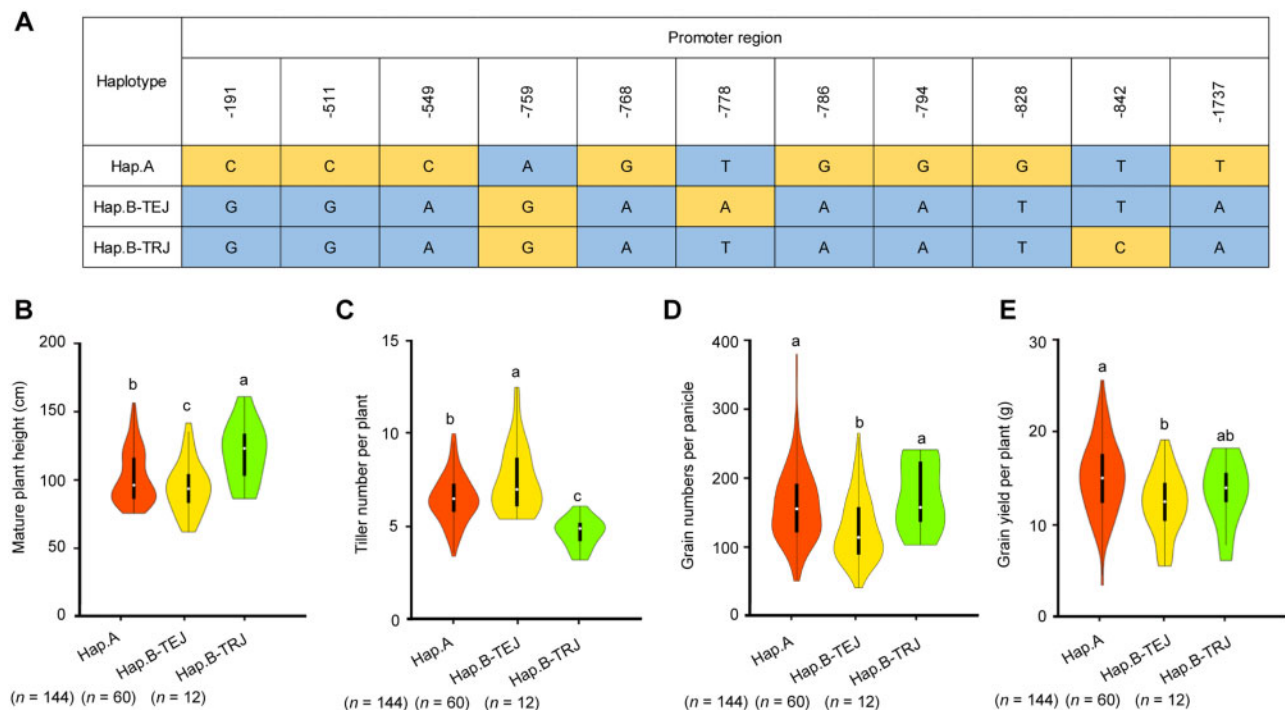 A
Haplotype
Promoter region
-191 -511 -549 -759 -768 -778 -786 -794 -828 -842 -1737
Hap.A C C C A G T G G G T T
Hap.B-TEJ G G A G A A A A T T A
Hap.B-TRJ G G A G A T A A T C A
B
Mature plant height (cm)
200
150
100
50
0
b
c
a
Hap.A
Hap.B-TEJ
Hap.B-TRJ
(n = 144) (n = 60) (n = 12)
C
Tiller number per plant
15
10
5
0
b
a
c
Hap.A
Hap.B-TEJ
Hap.B-TRJ
(n = 144) (n = 60) (n = 12)
D
Grain numbers per panicle
400
300
200
100
0
a
b
a
Hap.A
Hap.B-TEJ
Hap.B-TRJ
(n = 144) (n = 60) (n = 12)
E
Grain yield per plant (g)
30
20
10
0
a
b
ab
Hap.A
Hap.B-TEJ
Hap.B-TRJ
(n = 144) (n = 60) (n = 12)